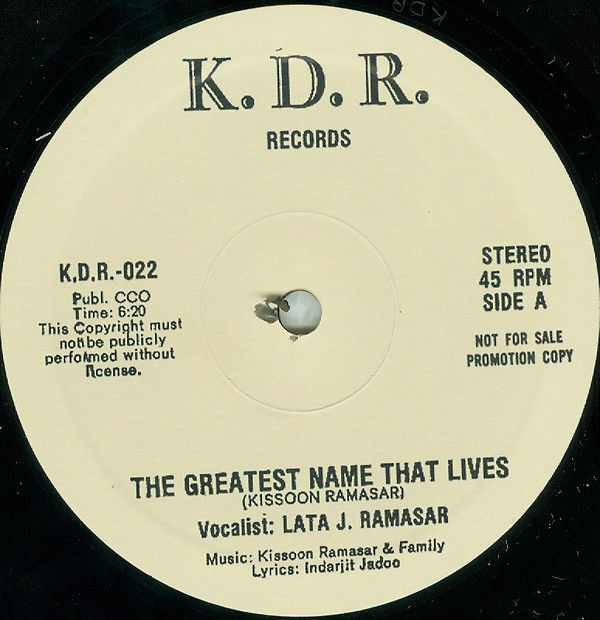 KDR
K. D. R.
RECORDS
K.D.R.-022
Publ. CCO
Time: 6:20
This Copyright must
not be publicly
performed without
license.
STEREO
45 RPM
SIDE A
NOT FOR SALE
PROMOTION COPY
THE GREATEST NAME THAT LIVES
(KISSOON RAMASAR)
Vocalist: LATA J. RAMASAR
Music: Kissoon Ramasar & Family
Lyrics: Indarjit Jadoo